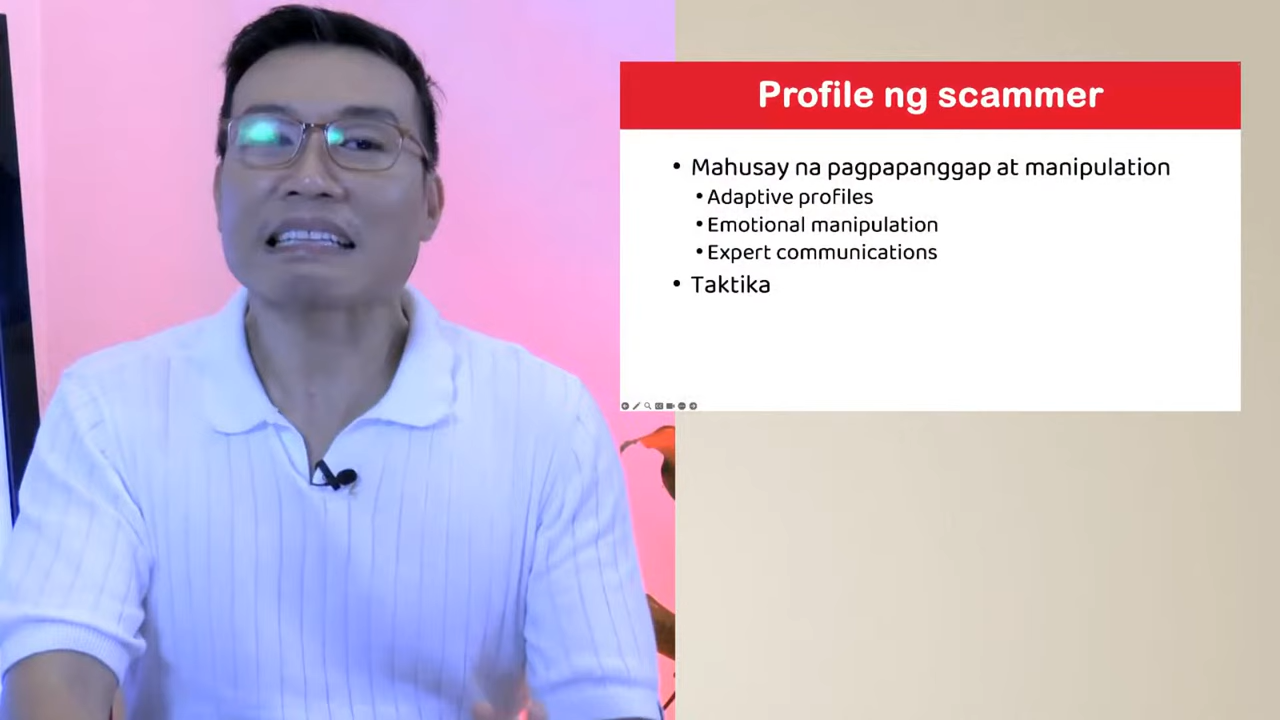 Profile ng scammer
• Mahusay na pagpapanggap at manipulation
• Adaptive profiles
• Emotional manipulation
• Expert communications
• Taktika